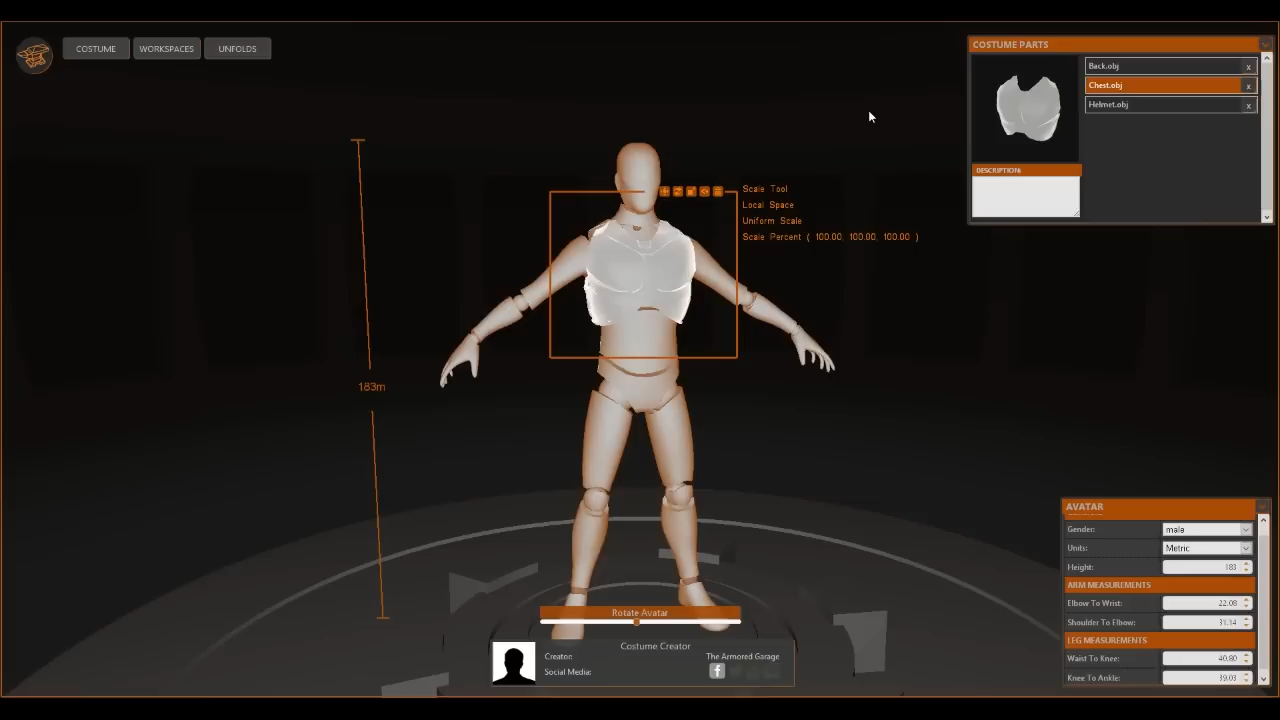 COSTUME
WORKSPACES
UNFOLDS
COSTUME PARTS
Back.obj
x
Chest.obj
x
Helmet.obj
x
DESCRIPTION:
Scale Tool
Local Space
Uniform Scale
Scale Percent ( 100.00, 100.00, 100.00 )
183m
AVATAR
Gender:
male
Units:
Metric
Height:
183
ARM MEASUREMENTS
Elbow To Wrist:
22.08
Shoulder To Elbow:
31.14
LEG MEASUREMENTS
Waist To Knee:
40.80
Knee To Ankle:
39.03
Rotate Avatar
Costume Creator
Creator:
The Armored Garage
Social Media:
f